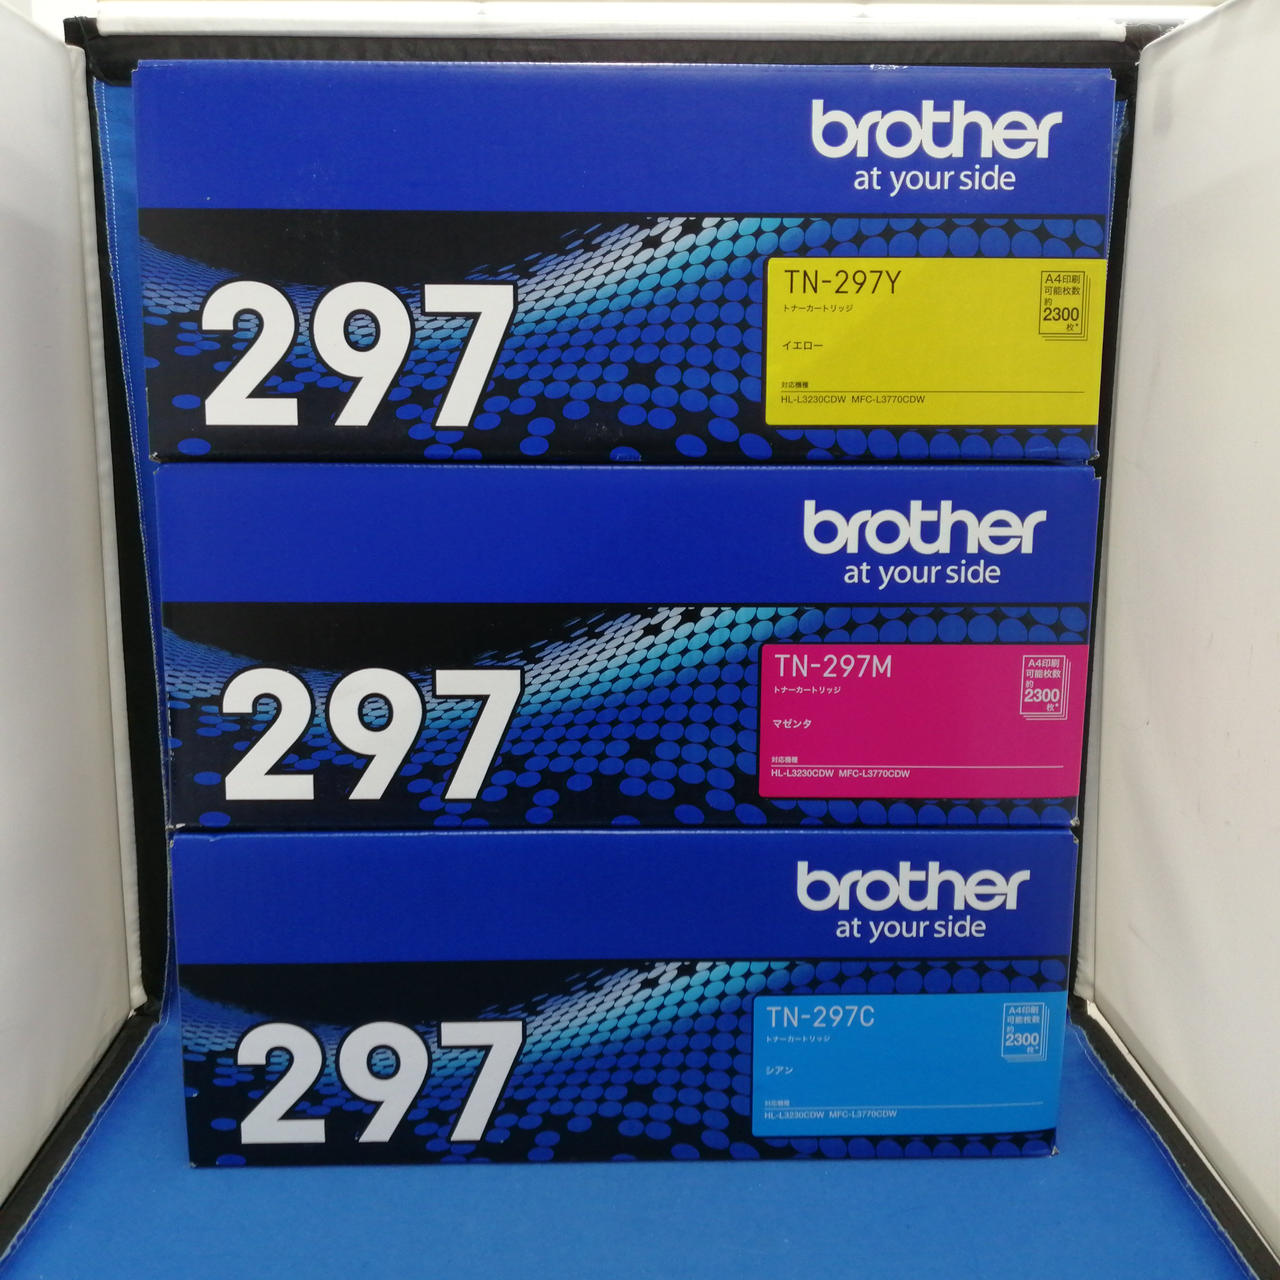 brother
at your side
297
TN-297Y
トナーカートリッジ
イエロー
対応機種
HL-L3230CDW MFC-L3770CDW
A4印刷
可能枚数
約
2300
枚*
brother
at your side
297
TN-297M
トナーカートリッジ
マゼンタ
対応機種
HL-L3230CDW MFC-L3770CDW
A4印刷
可能枚数
約
2300
枚*
brother
at your side
297
TN-297C
トナーカートリッジ
シアン
対応機種
HL-L3230CDW MFC-L3770CDW
A4印刷
可能枚数
約
2300
枚*